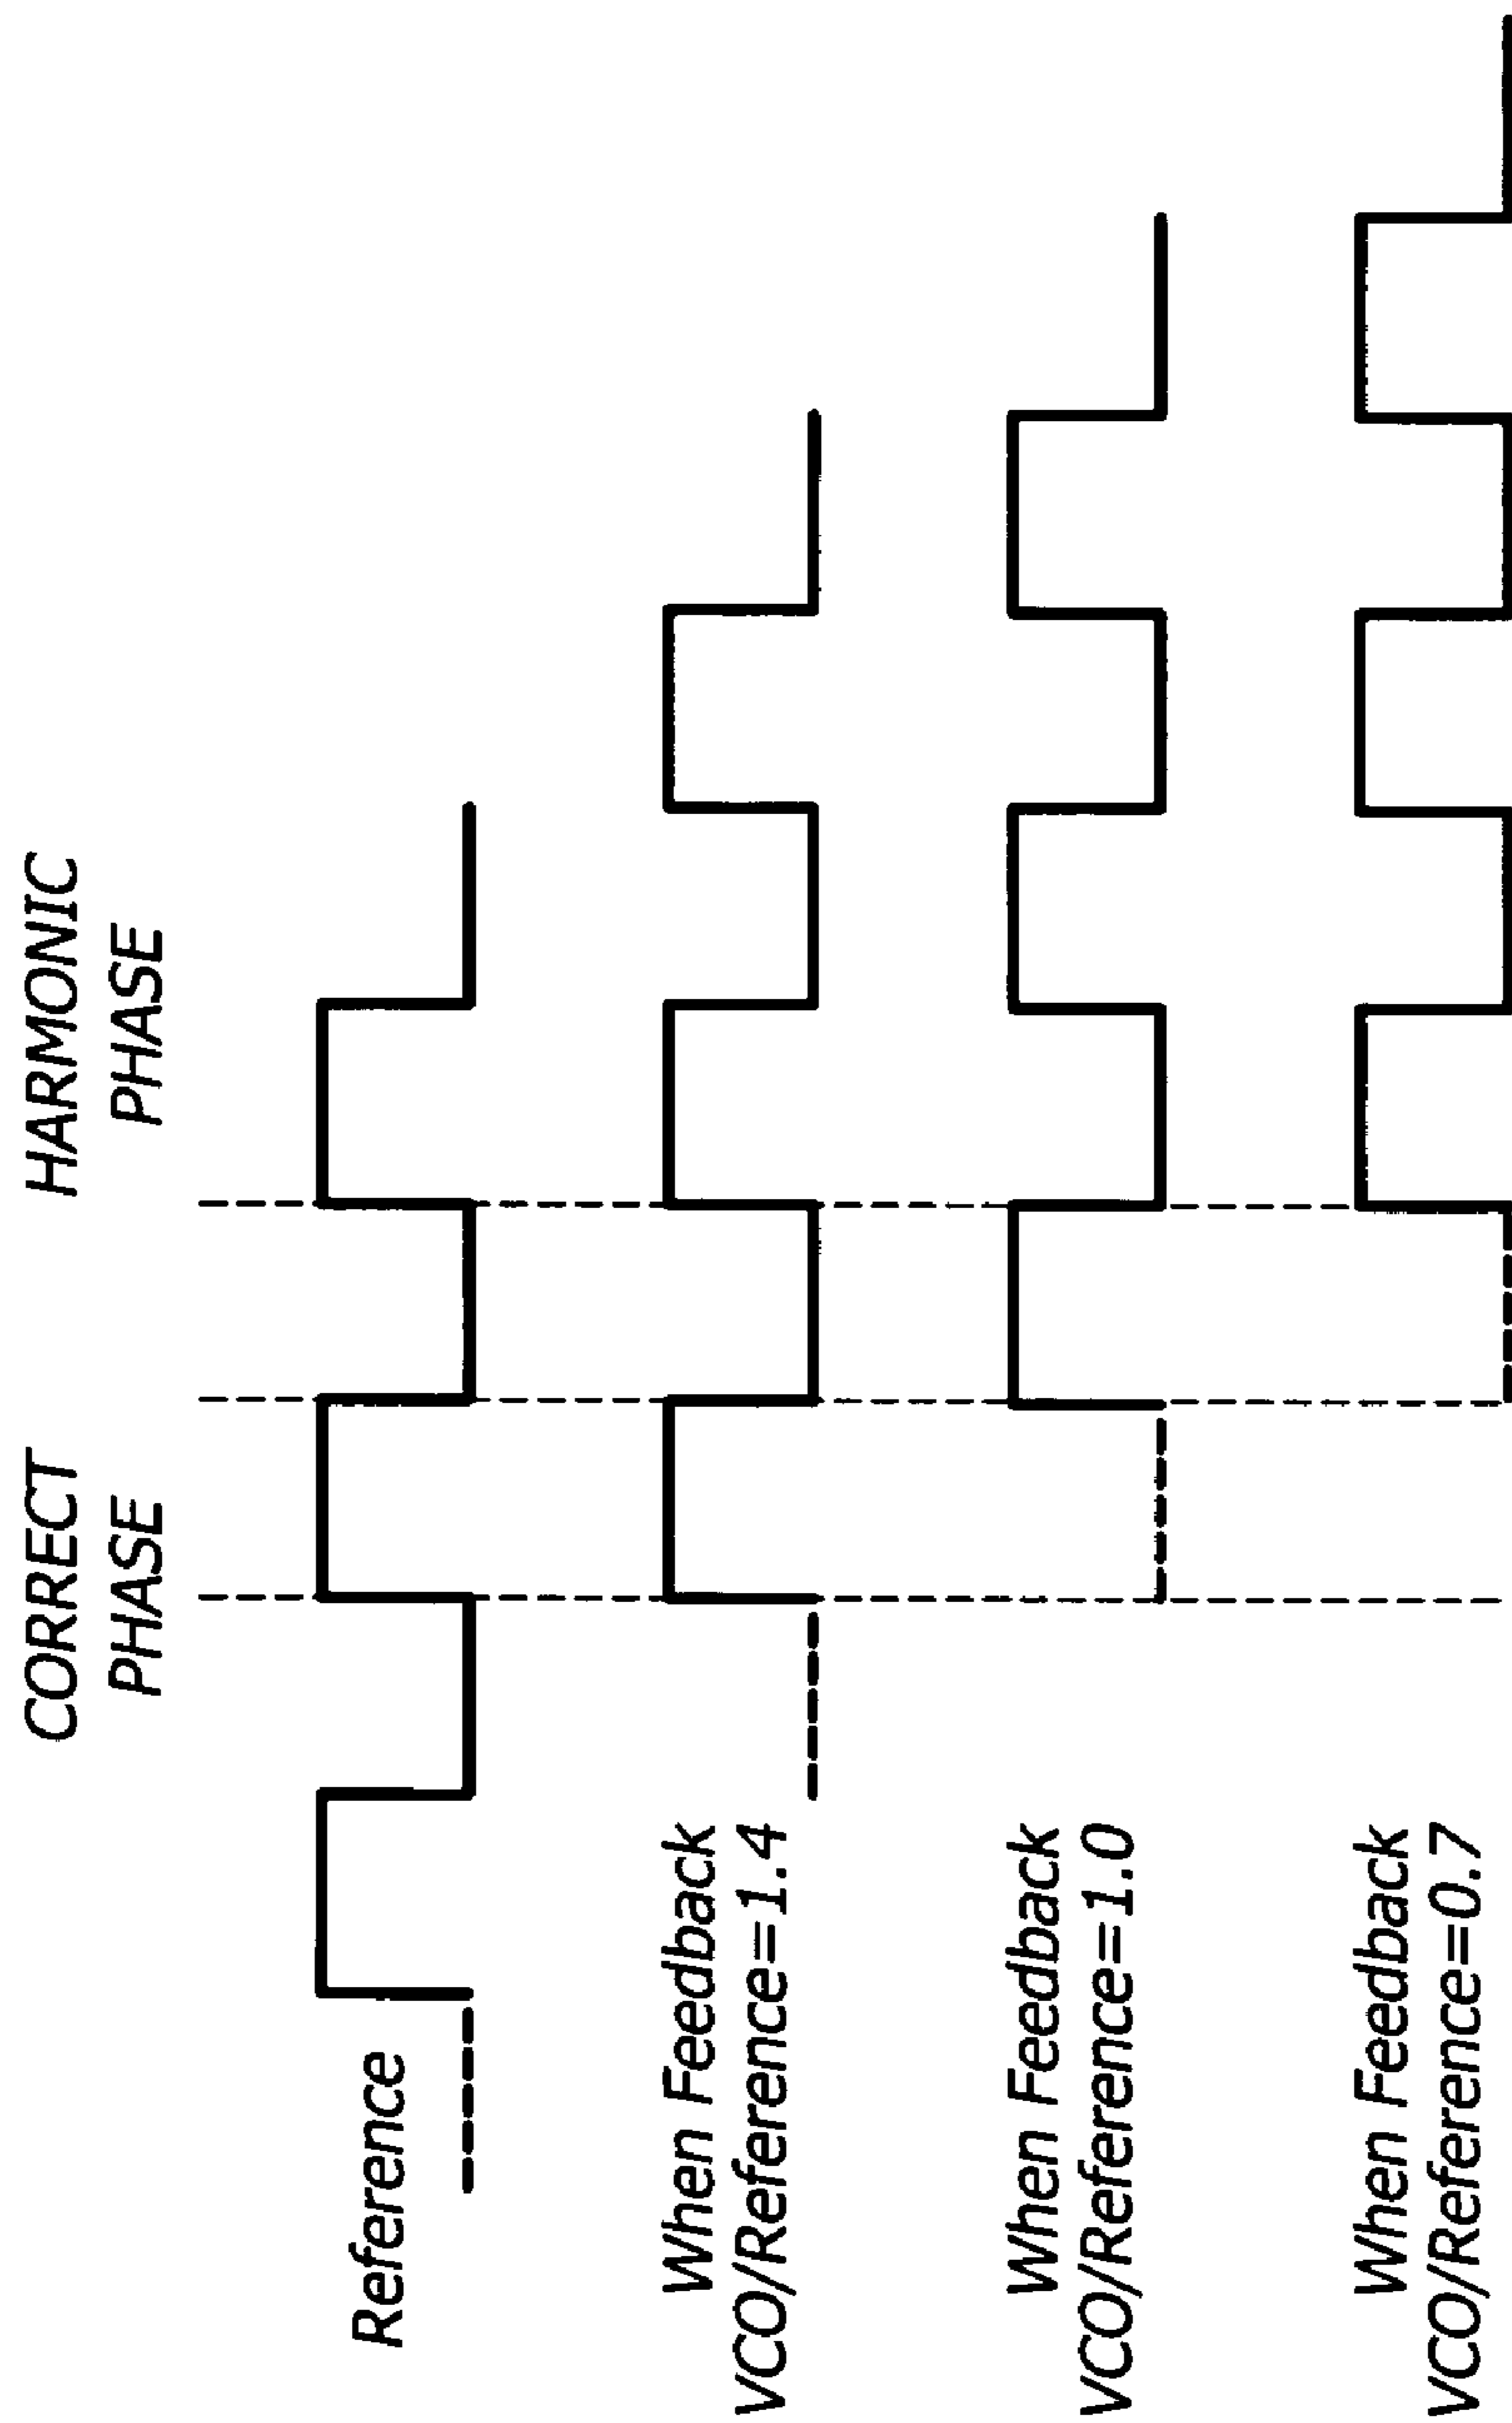 CORRECT
PHASE
HARMONIC
PHASE
Reference
When Feedback
VCO/Reference=1.4
When Feedback
VCO/Reference=1.0
When Feedback
VCO/Reference=0.7